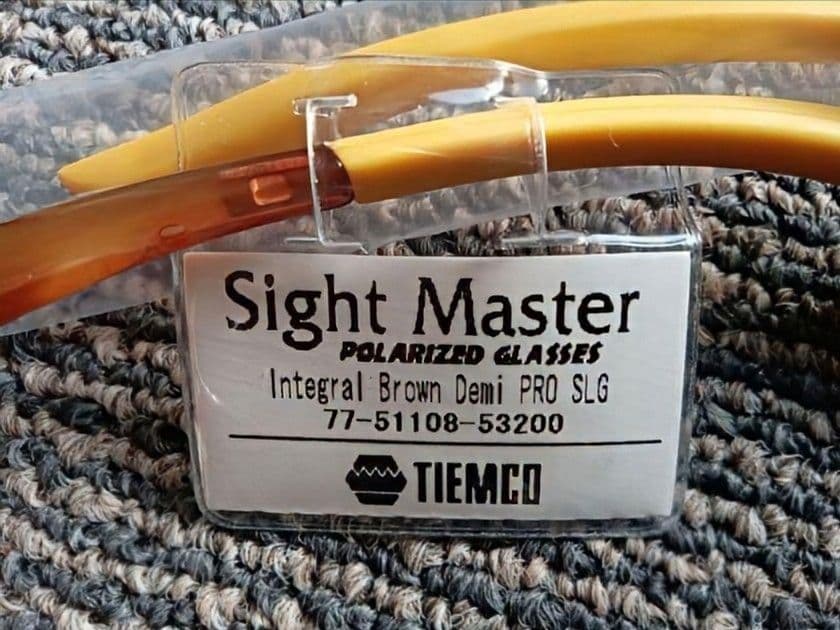 Sight Master
POLARIZED GLASSES
Integral Brown Demi PRO SLG
77-51108-53200
TIEMCO